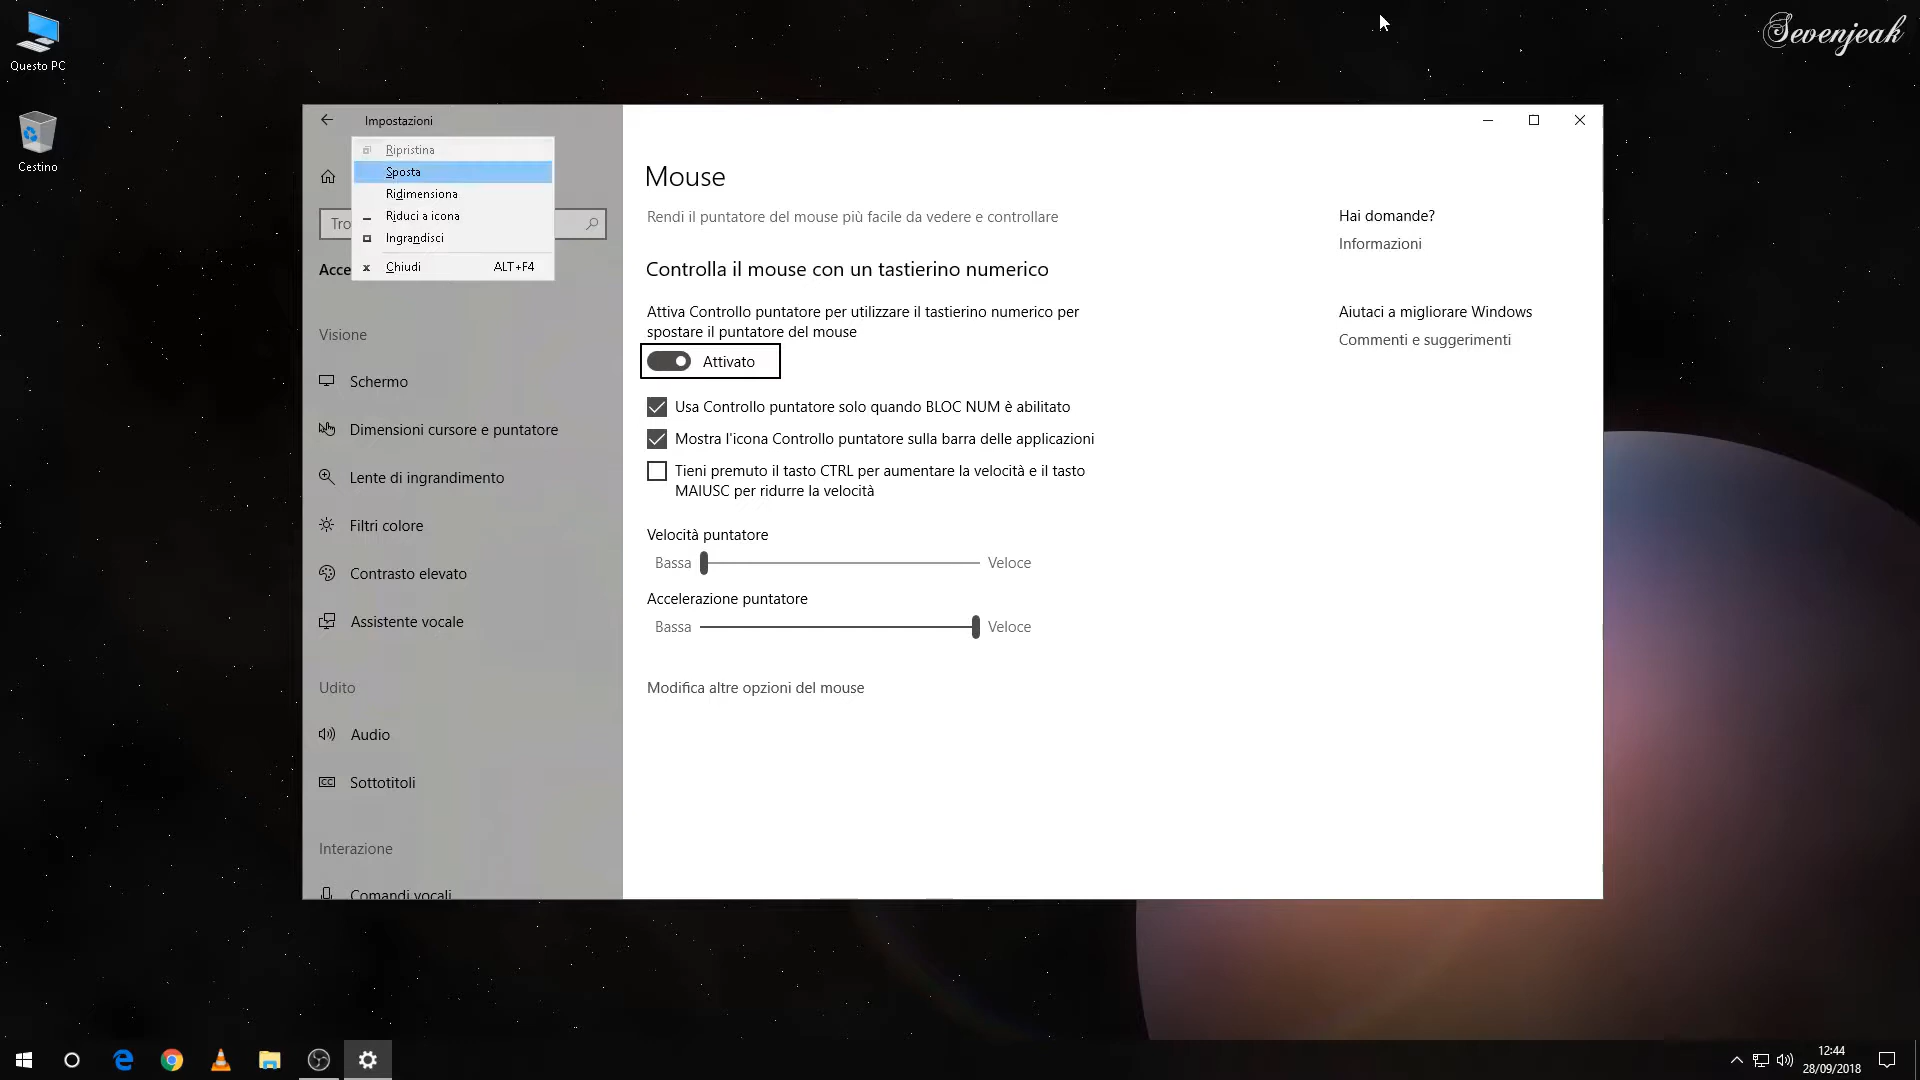 Questo PC
Cestino
Sevenjeak
Impostazioni
Ripristina
Sposta
Ridimensiona
Riduci a icona
Ingrandisci
Chiudi ALT+F4
Tro
Acce
Visione
Schermo
Dimensioni cursore e puntatore
Lente di ingrandimento
Filtri colore
Contrasto elevato
Assistente vocale
Udito
Audio
Sottotitoli
Interazione
Comandi vocali
Mouse
Rendi il puntatore del mouse più facile da vedere e controllare
Controlla il mouse con un tastierino numerico
Attiva Controllo puntatore per utilizzare il tastierino numerico per
spostare il puntatore del mouse
Attivato
Usa Controllo puntatore solo quando BLOC NUM è abilitato
Mostra l'icona Controllo puntatore sulla barra delle applicazioni
Tieni premuto il tasto CTRL per aumentare la velocità e il tasto
MAIUSC per ridurre la velocità
Velocità puntatore
Bassa Veloce
Accelerazione puntatore
Bassa Veloce
Modifica altre opzioni del mouse
Hai domande?
Informazioni
Aiutaci a migliorare Windows
Commenti e suggerimenti
12:44
28/09/2018